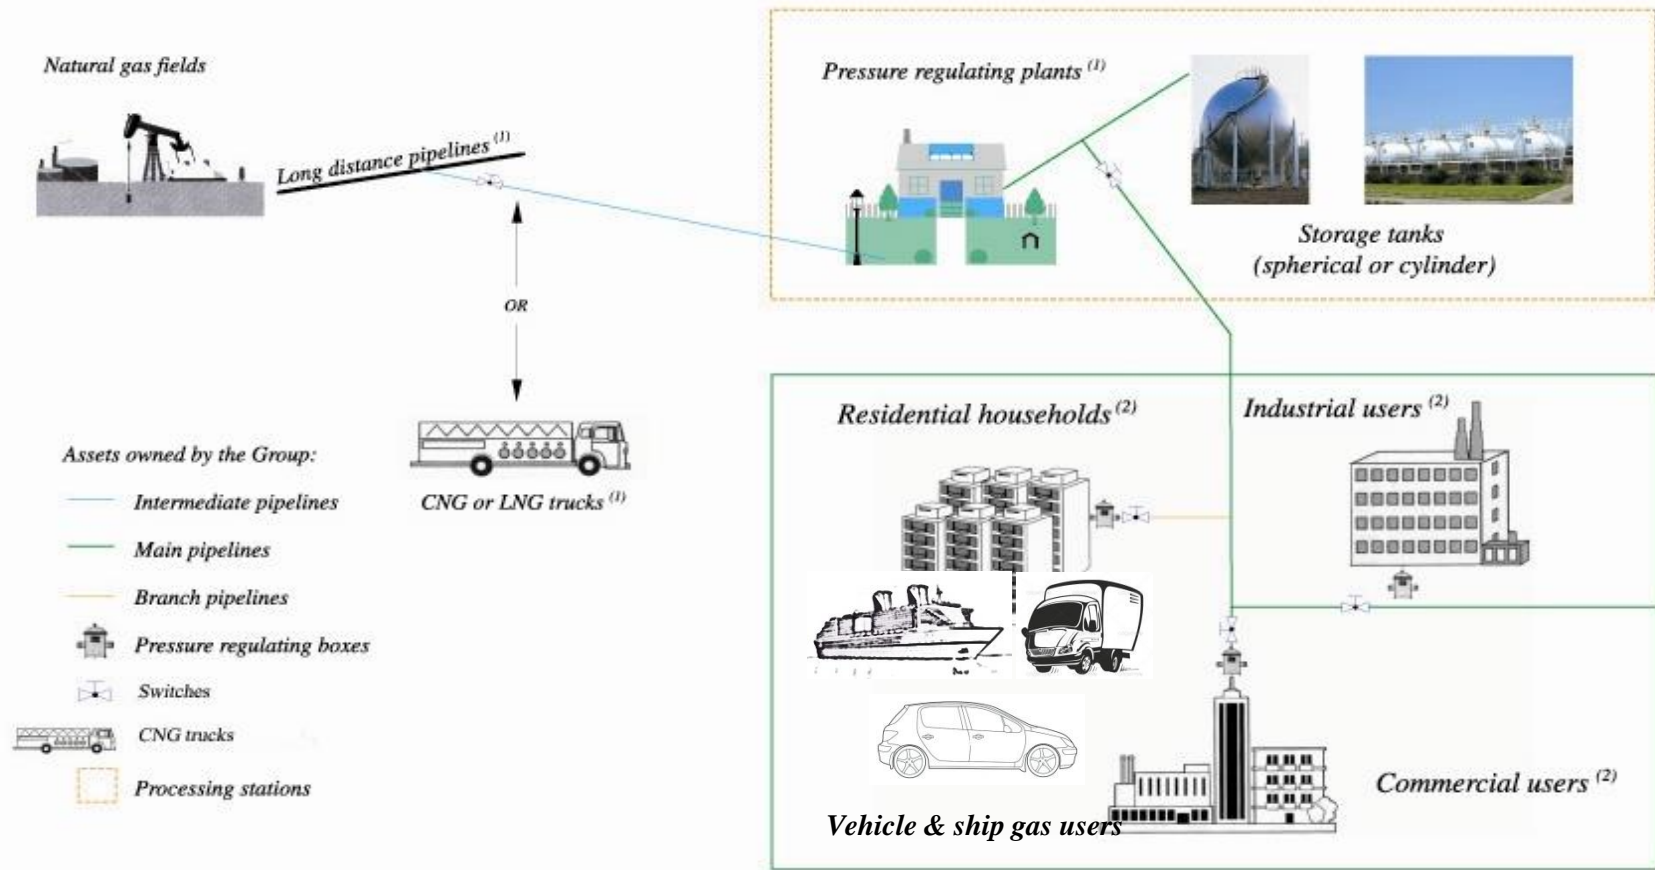 Natural gas fields
Long distance pipelines (1)
OR
CNG or LNG trucks (1)
Pressure regulating plants (1)
Storage tanks
(spherical or cylinder)
Assets owned by the Group:
Intermediate pipelines
Main pipelines
Branch pipelines
Pressure regulating boxes
Switches
CNG trucks
Processing stations
Residential households (2)
Industrial users (2)
Vehicle & ship gas users
Commercial users (2)